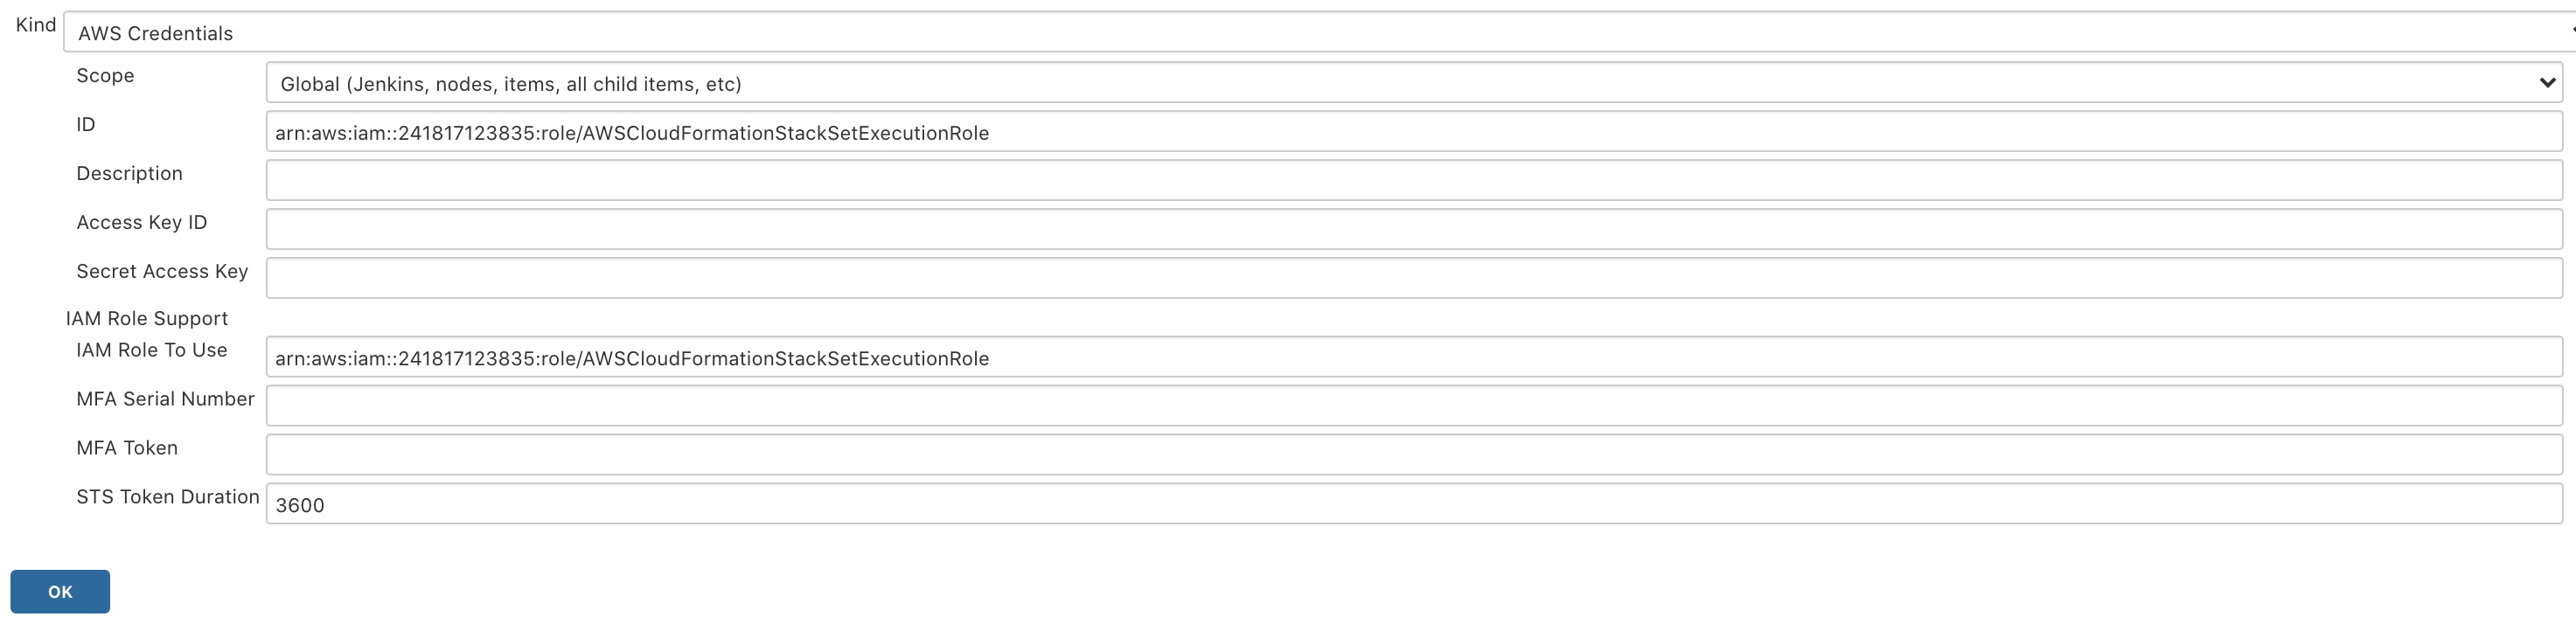 Kind AWS Credentials
Scope Global (Jenkins, nodes, items, all child items, etc)
ID arn:aws:iam::241817123835:role/AWSCloudFormationStackSetExecutionRole
Description
Access Key ID
Secret Access Key
IAM Role Support
IAM Role To Use arn:aws:iam::241817123835:role/AWSCloudFormationStackSetExecutionRole
MFA Serial Number
MFA Token
STS Token Duration 3600
OK